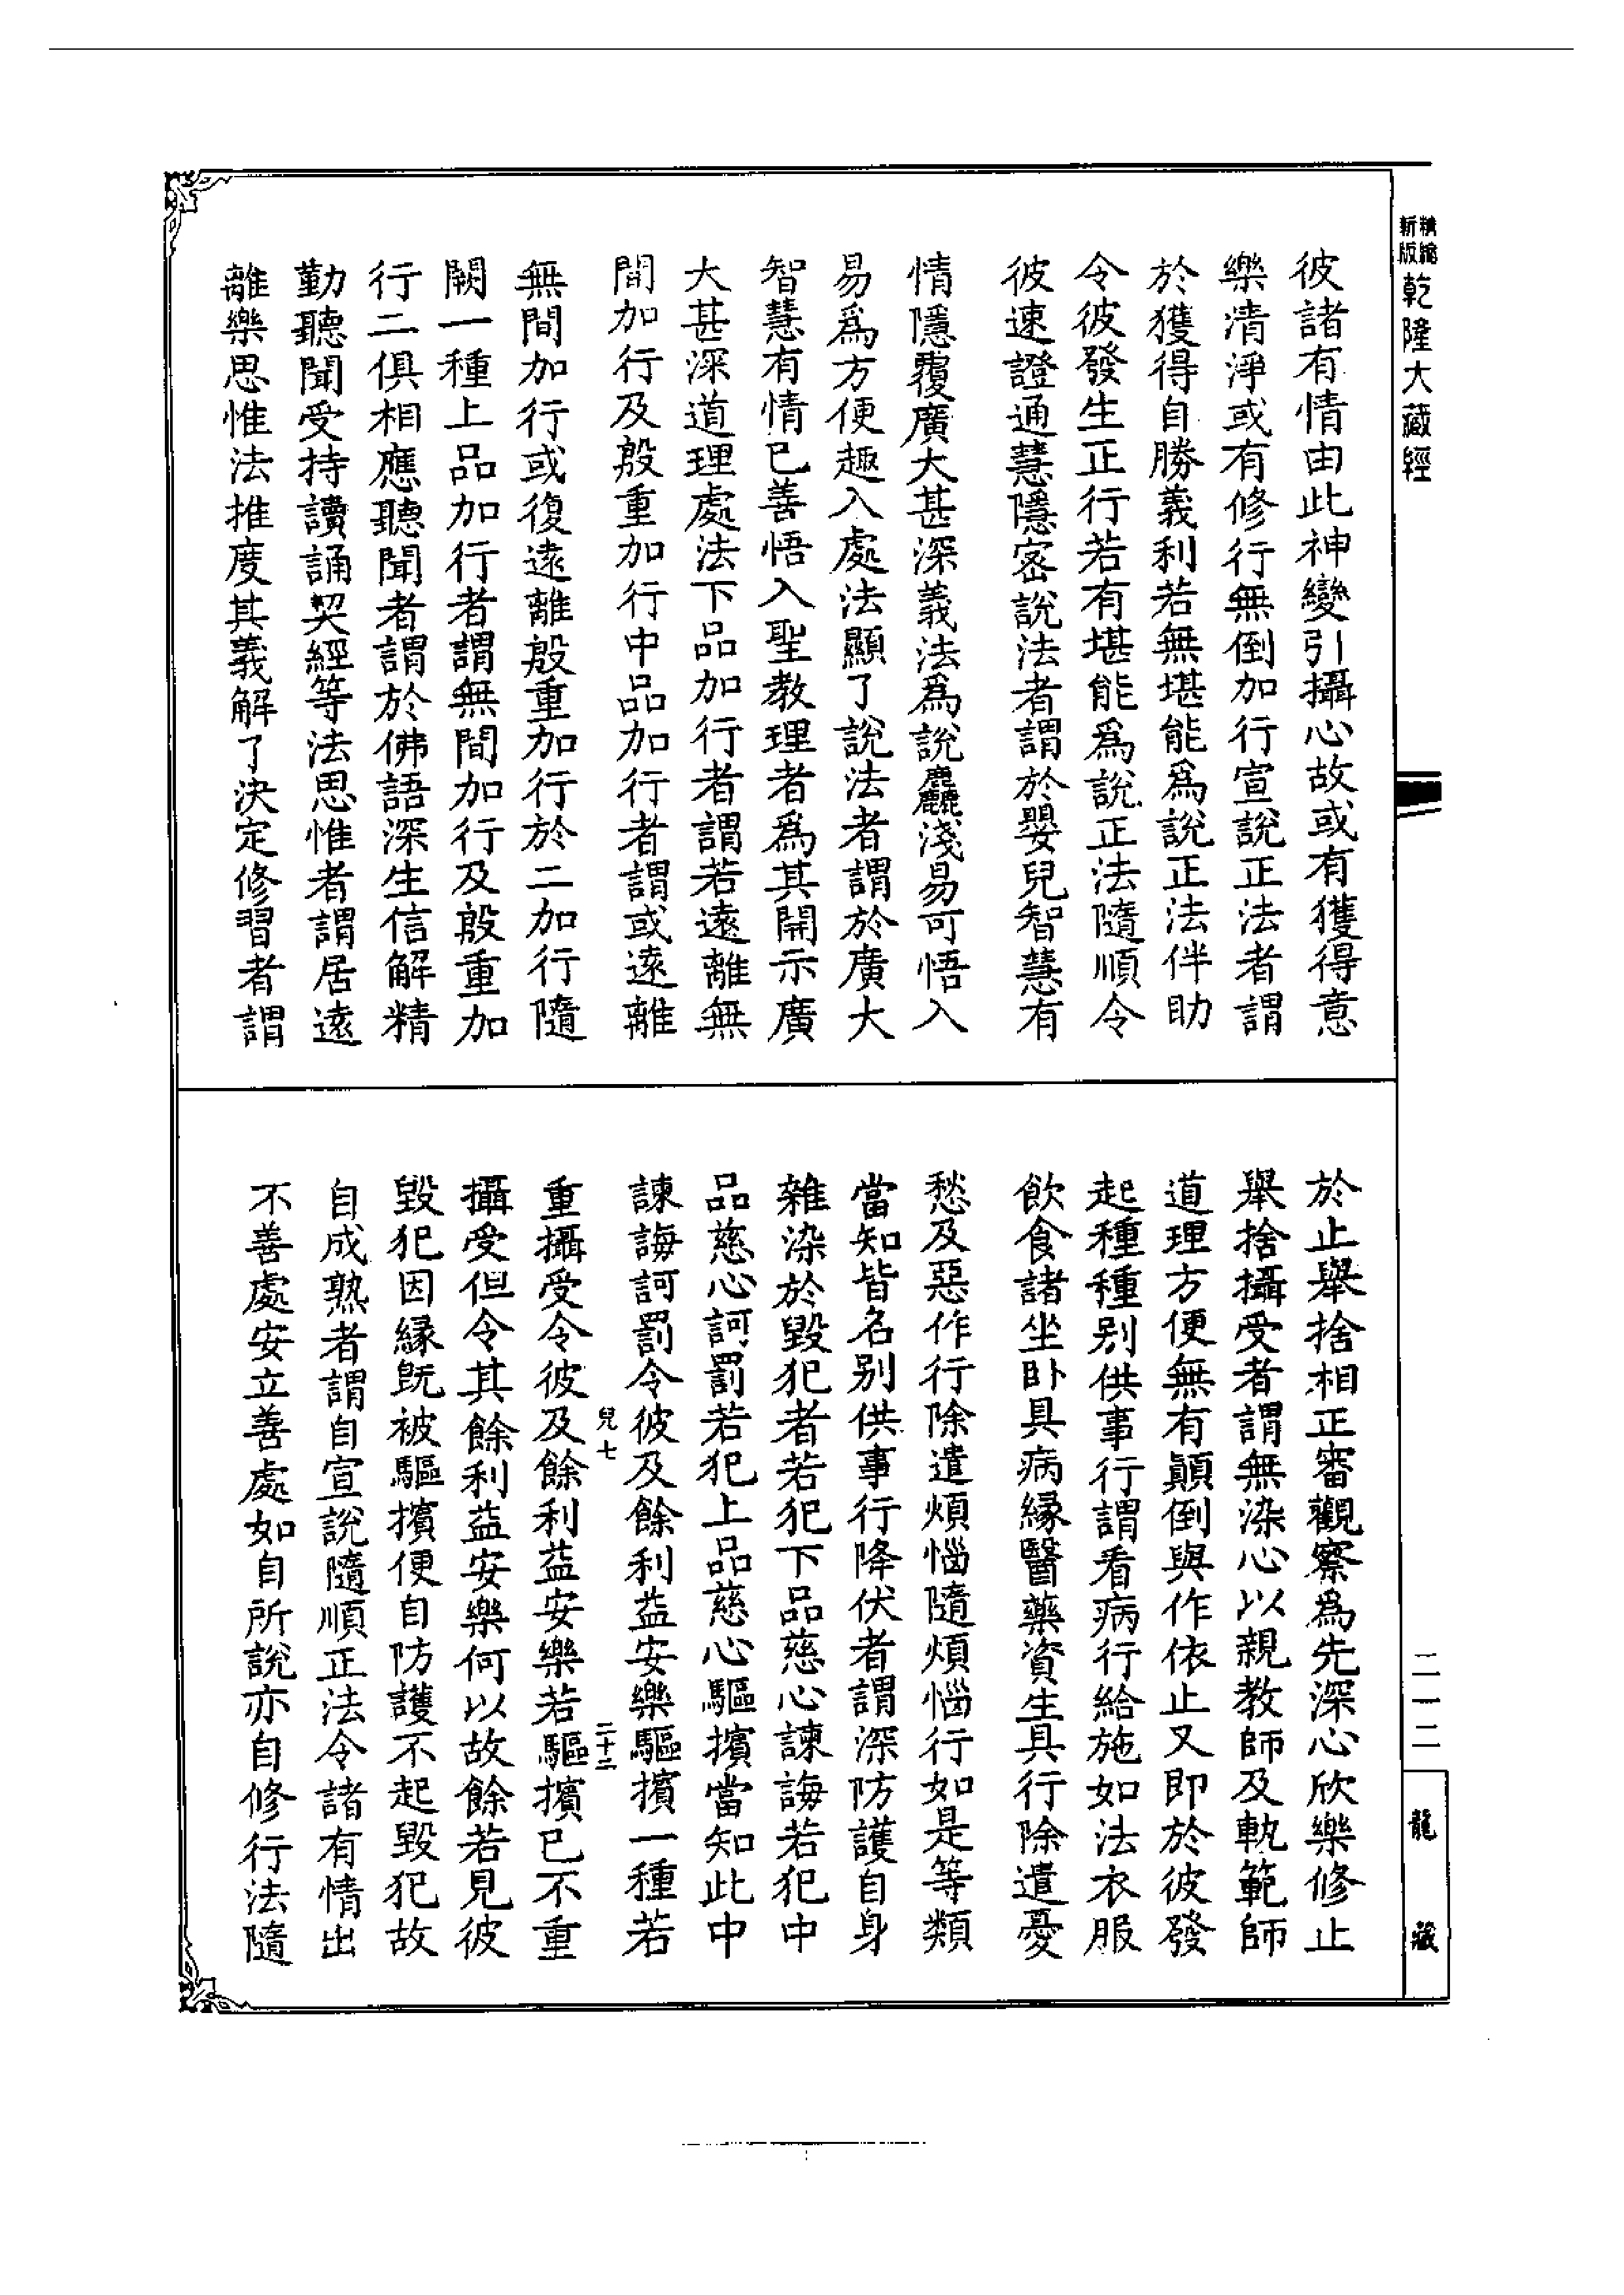 精縮新版乾隆大藏經
彼諸有情由此神變引攝心故或有獲得意
樂清淨或有修行無倒加行宣說正法者謂
於獲得自勝義利若無堪能爲說正法伴助
令彼發生正行若有堪能爲說正法隨順令
彼速證通慧隱密說法者謂於嬰兒智慧有
情隱覆廣大甚深義法爲說麤淺易可悟入
易爲方便趣入處法顯了說法者謂於廣大
智慧有情已善悟入聖教理者爲其開示廣
大甚深道理處法下品加行者謂若遠離無
間加行及殷重加行中品加行者謂或遠離
無間加行或復遠離殷重加行於二加行隨
闕一種上品加行者謂無間加行及殷重加
行二俱相應聽聞者謂於佛語深生信解精
勤聽聞受持讀誦契經等法思惟者謂居遠
離樂思惟法推度其義解了決定修習者謂
於止舉捨相正審觀察爲先深心欣樂修止
舉捨攝受者謂無染心以親教師及軌範師
道理方便無有顚倒與作依止又即於彼發
起種種别供事行謂看病行給施如法衣服
飲食諸坐卧具病緣醫藥資生具行除遣憂
愁及惡作行除遣煩惱隨煩惱行如是等類
當知皆名别供事行降伏者謂深防護自身
雜染於毀犯者若犯下品慈心諫誨若犯中
品慈心訶罰若犯上品慈心驅擯當知此中
諫誨訶罰令彼及餘利益安樂驅擯一種若
兒七 二十二
重攝受令彼及餘利益安樂若驅擯已不重
攝受但令其餘利益安樂何以故餘若見彼
毀犯因緣旣被驅擯便自防護不起毀犯故
自成熟者謂自宣說隨順正法令諸有情出
不善處安立善處如自所說亦自修行法隨
二一二
龍藏